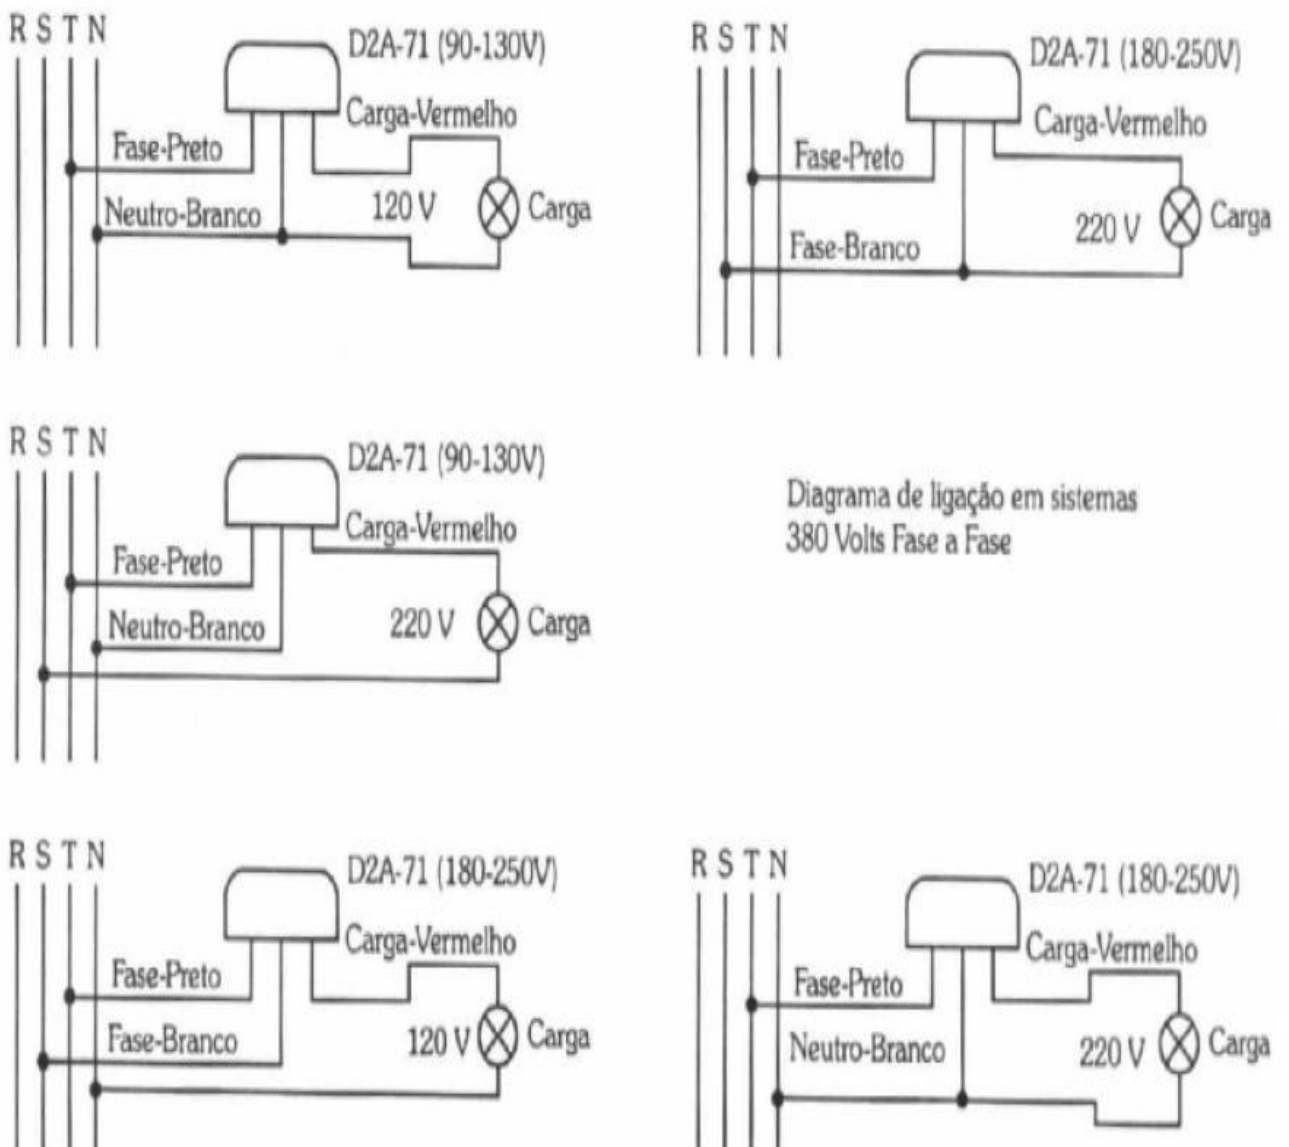 R S T N
D2A-71 (90-130V)
Carga-Vermelho
Fase-Preto
Neutro-Branco
120 V
Carga
R S T N
D2A-71 (180-250V)
Carga-Vermelho
Fase-Preto
Fase-Branco
220 V
Carga
R S T N
D2A-71 (90-130V)
Carga-Vermelho
Fase-Preto
Neutro-Branco
220 V
Carga
Diagrama de ligação em sistemas
380 Volts Fase a Fase
R S T N
D2A-71 (180-250V)
Carga-Vermelho
Fase-Preto
Fase-Branco
120 V
Carga
R S T N
D2A-71 (180-250V)
Carga-Vermelho
Fase-Preto
Neutro-Branco
220 V
Carga